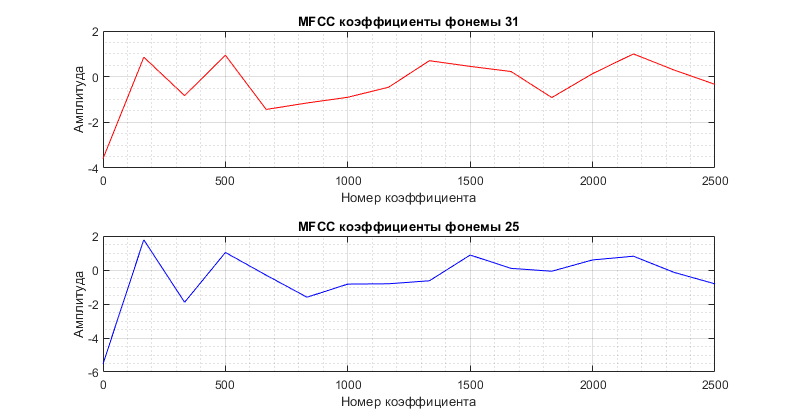 MFCC коэффициенты фонемы 31
2
0
-2
-4
Амплитуда
0 500 1000 1500 2000 2500
Номер коэффициента
MFCC коэффициенты фонемы 25
2
0
-2
-4
-6
Амплитуда
0 500 1000 1500 2000 2500
Номер коэффициента